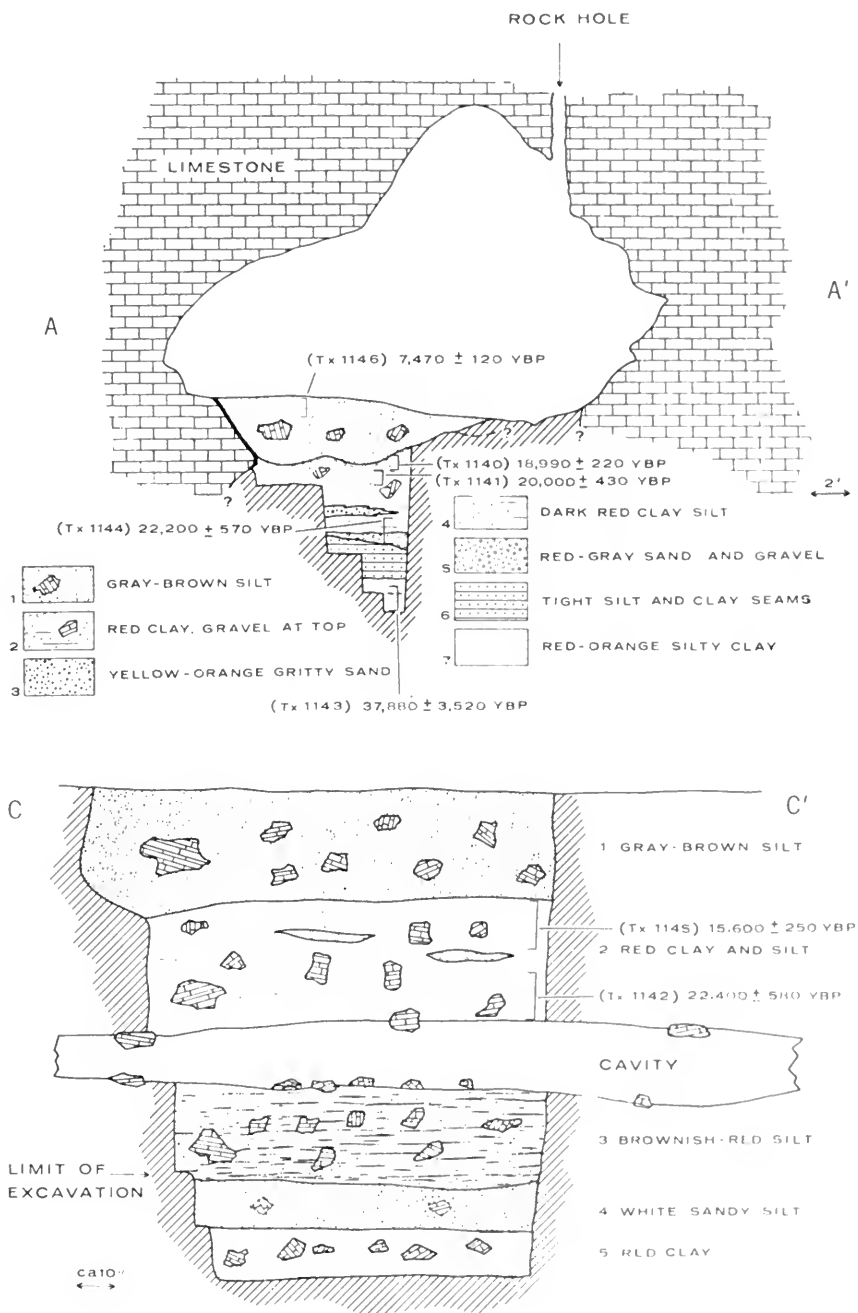 ROCK HOLE
LIMESTONE
A
A'
(Tx 1146) 7,470 ± 120 YBP
?
?
(Tx 1140) 18,990 ± 220 YBP
(Tx 1141) 20,000 ± 430 YBP
?
2'
(Tx 1144) 22,200 ± 570 YBP
4 DARK RED CLAY SILT
5 RED-GRAY SAND AND GRAVEL
1 GRAY-BROWN SILT
6 TIGHT SILT AND CLAY SEAMS
2 RED CLAY, GRAVEL AT TOP
7 RED-ORANGE SILTY CLAY
3 YELLOW-ORANGE GRITTY SAND
(Tx 1143) 37,880 ± 3,520 YBP
C
C'
1 GRAY-BROWN SILT
(Tx 1145) 15,600 ± 250 YBP
2 RED CLAY AND SILT
(Tx 1142) 22,400 ± 580 YBP
CAVITY
3 BROWNISH-RED SILT
LIMIT OF
EXCAVATION
4 WHITE SANDY SILT
5 RED CLAY
ca 10"